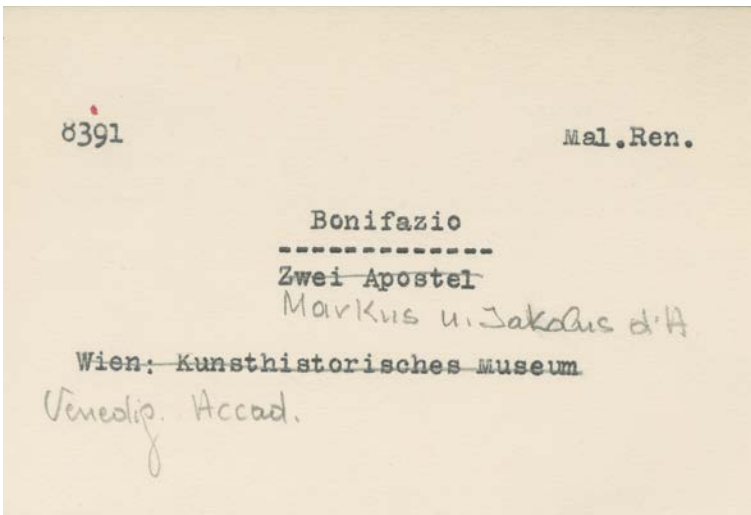 8391 Mal.Ren.
Bonifazio
-------------
Zwei Apostel
Markus u. Jakobus d'A
Wien: Kunsthistorisches Museum
Venedig. Accad.